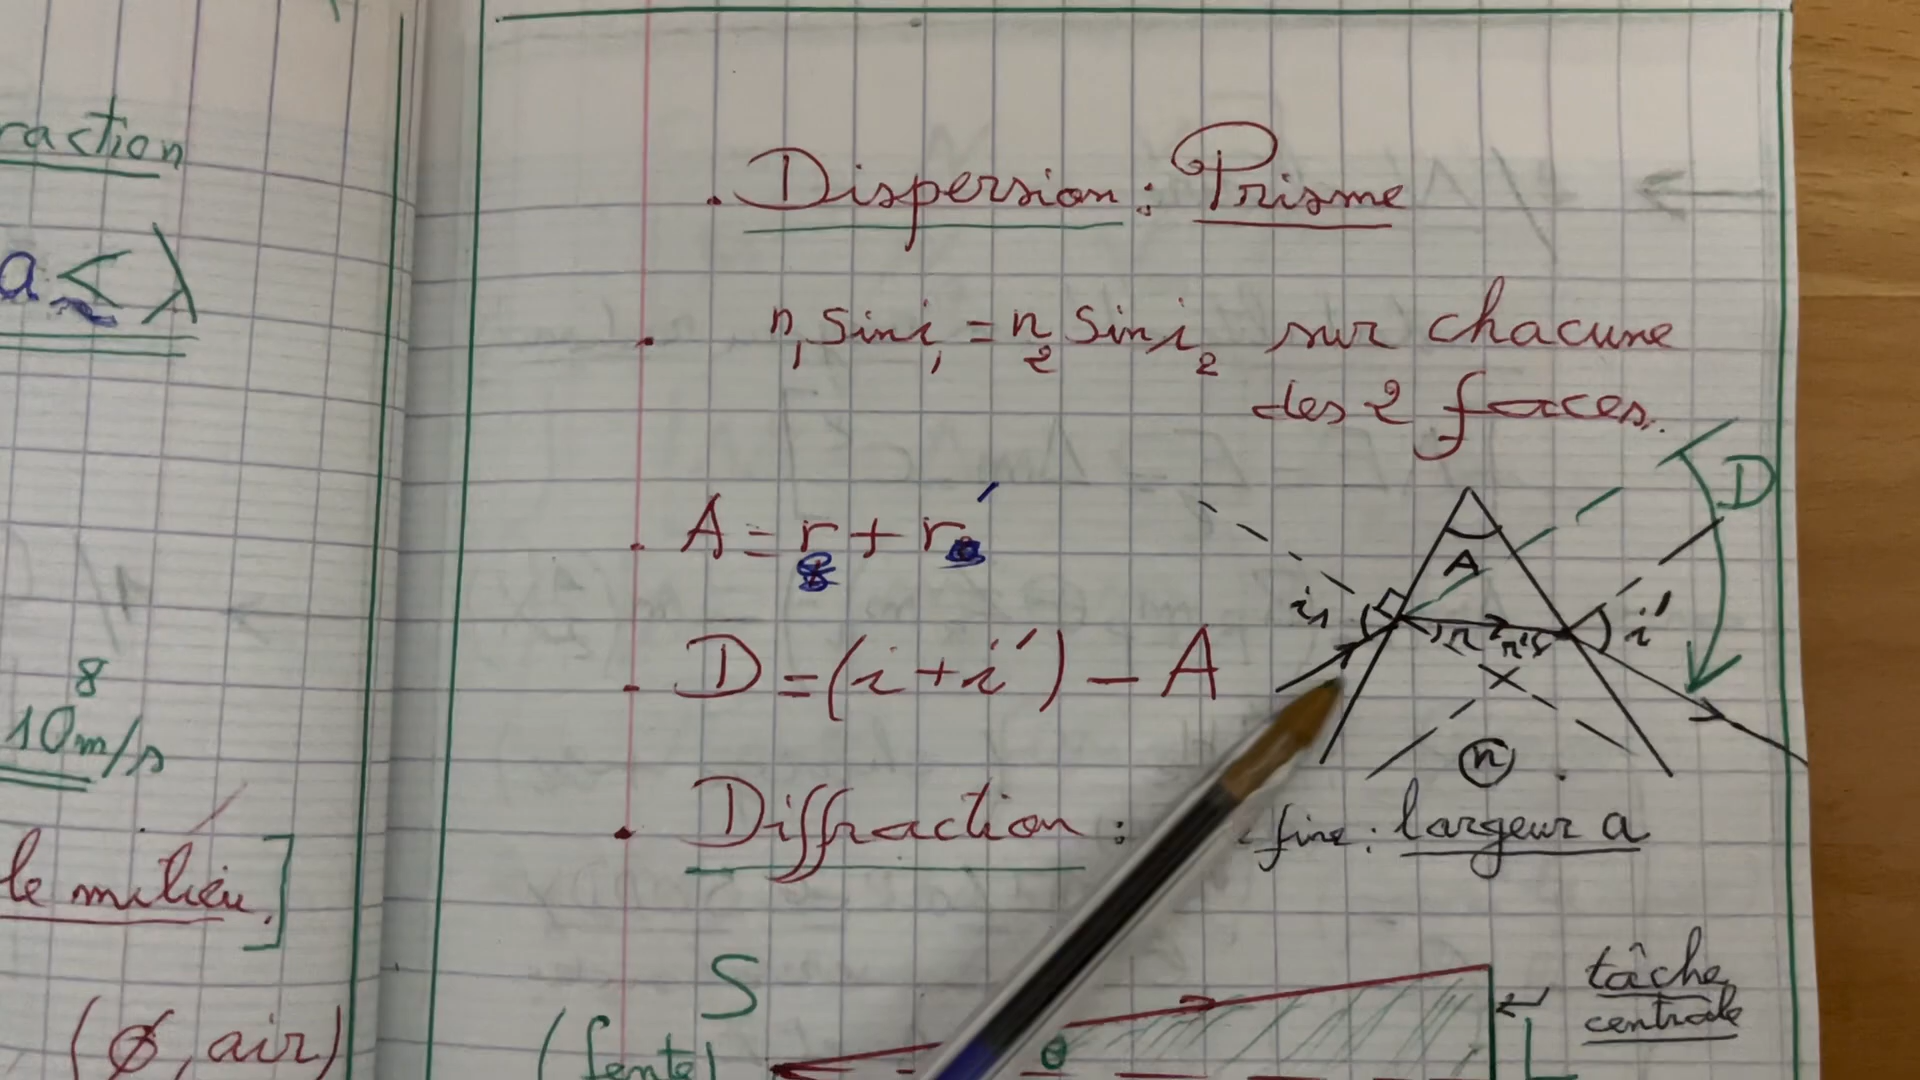 raction
a < λ
8
10 m/s
le milieu.]
(ɸ, air)
. Dispersion : Prisme
. n₁ sin i₁ = n₂ sin i₂ sur chacune
des 2 faces.
. A = r + r'
D
A
i₁
r
r'
i'
. D = (i + i') - A
n
. Diffraction : fine : largeur a
S
(fente)
θ
tâche
centrale
L